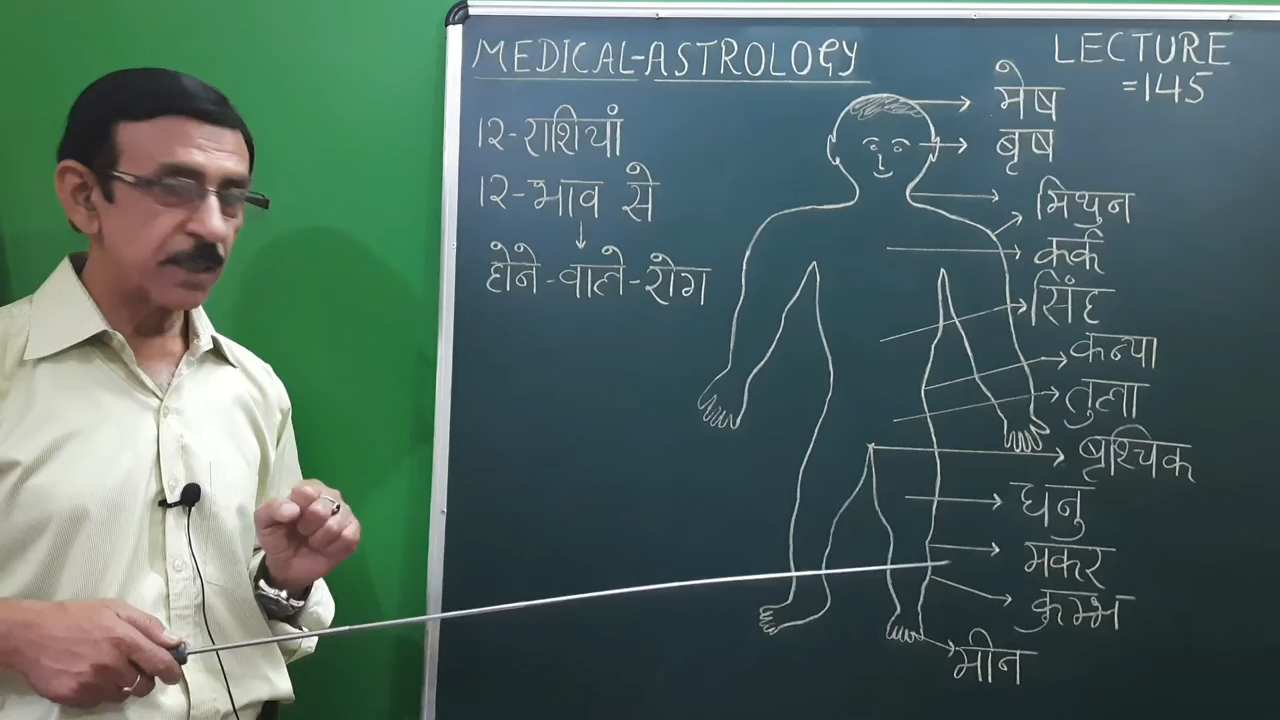 MEDICAL-ASTROLOGY
LECTURE
=145
१२-राशियां
१२-भाव से
होने-वाले-रोग
मेष
बृष
मिथुन
कर्क
सिंह
कन्या
तुला
बृश्चिक
धनु
मकर
कुम्भ
मीन